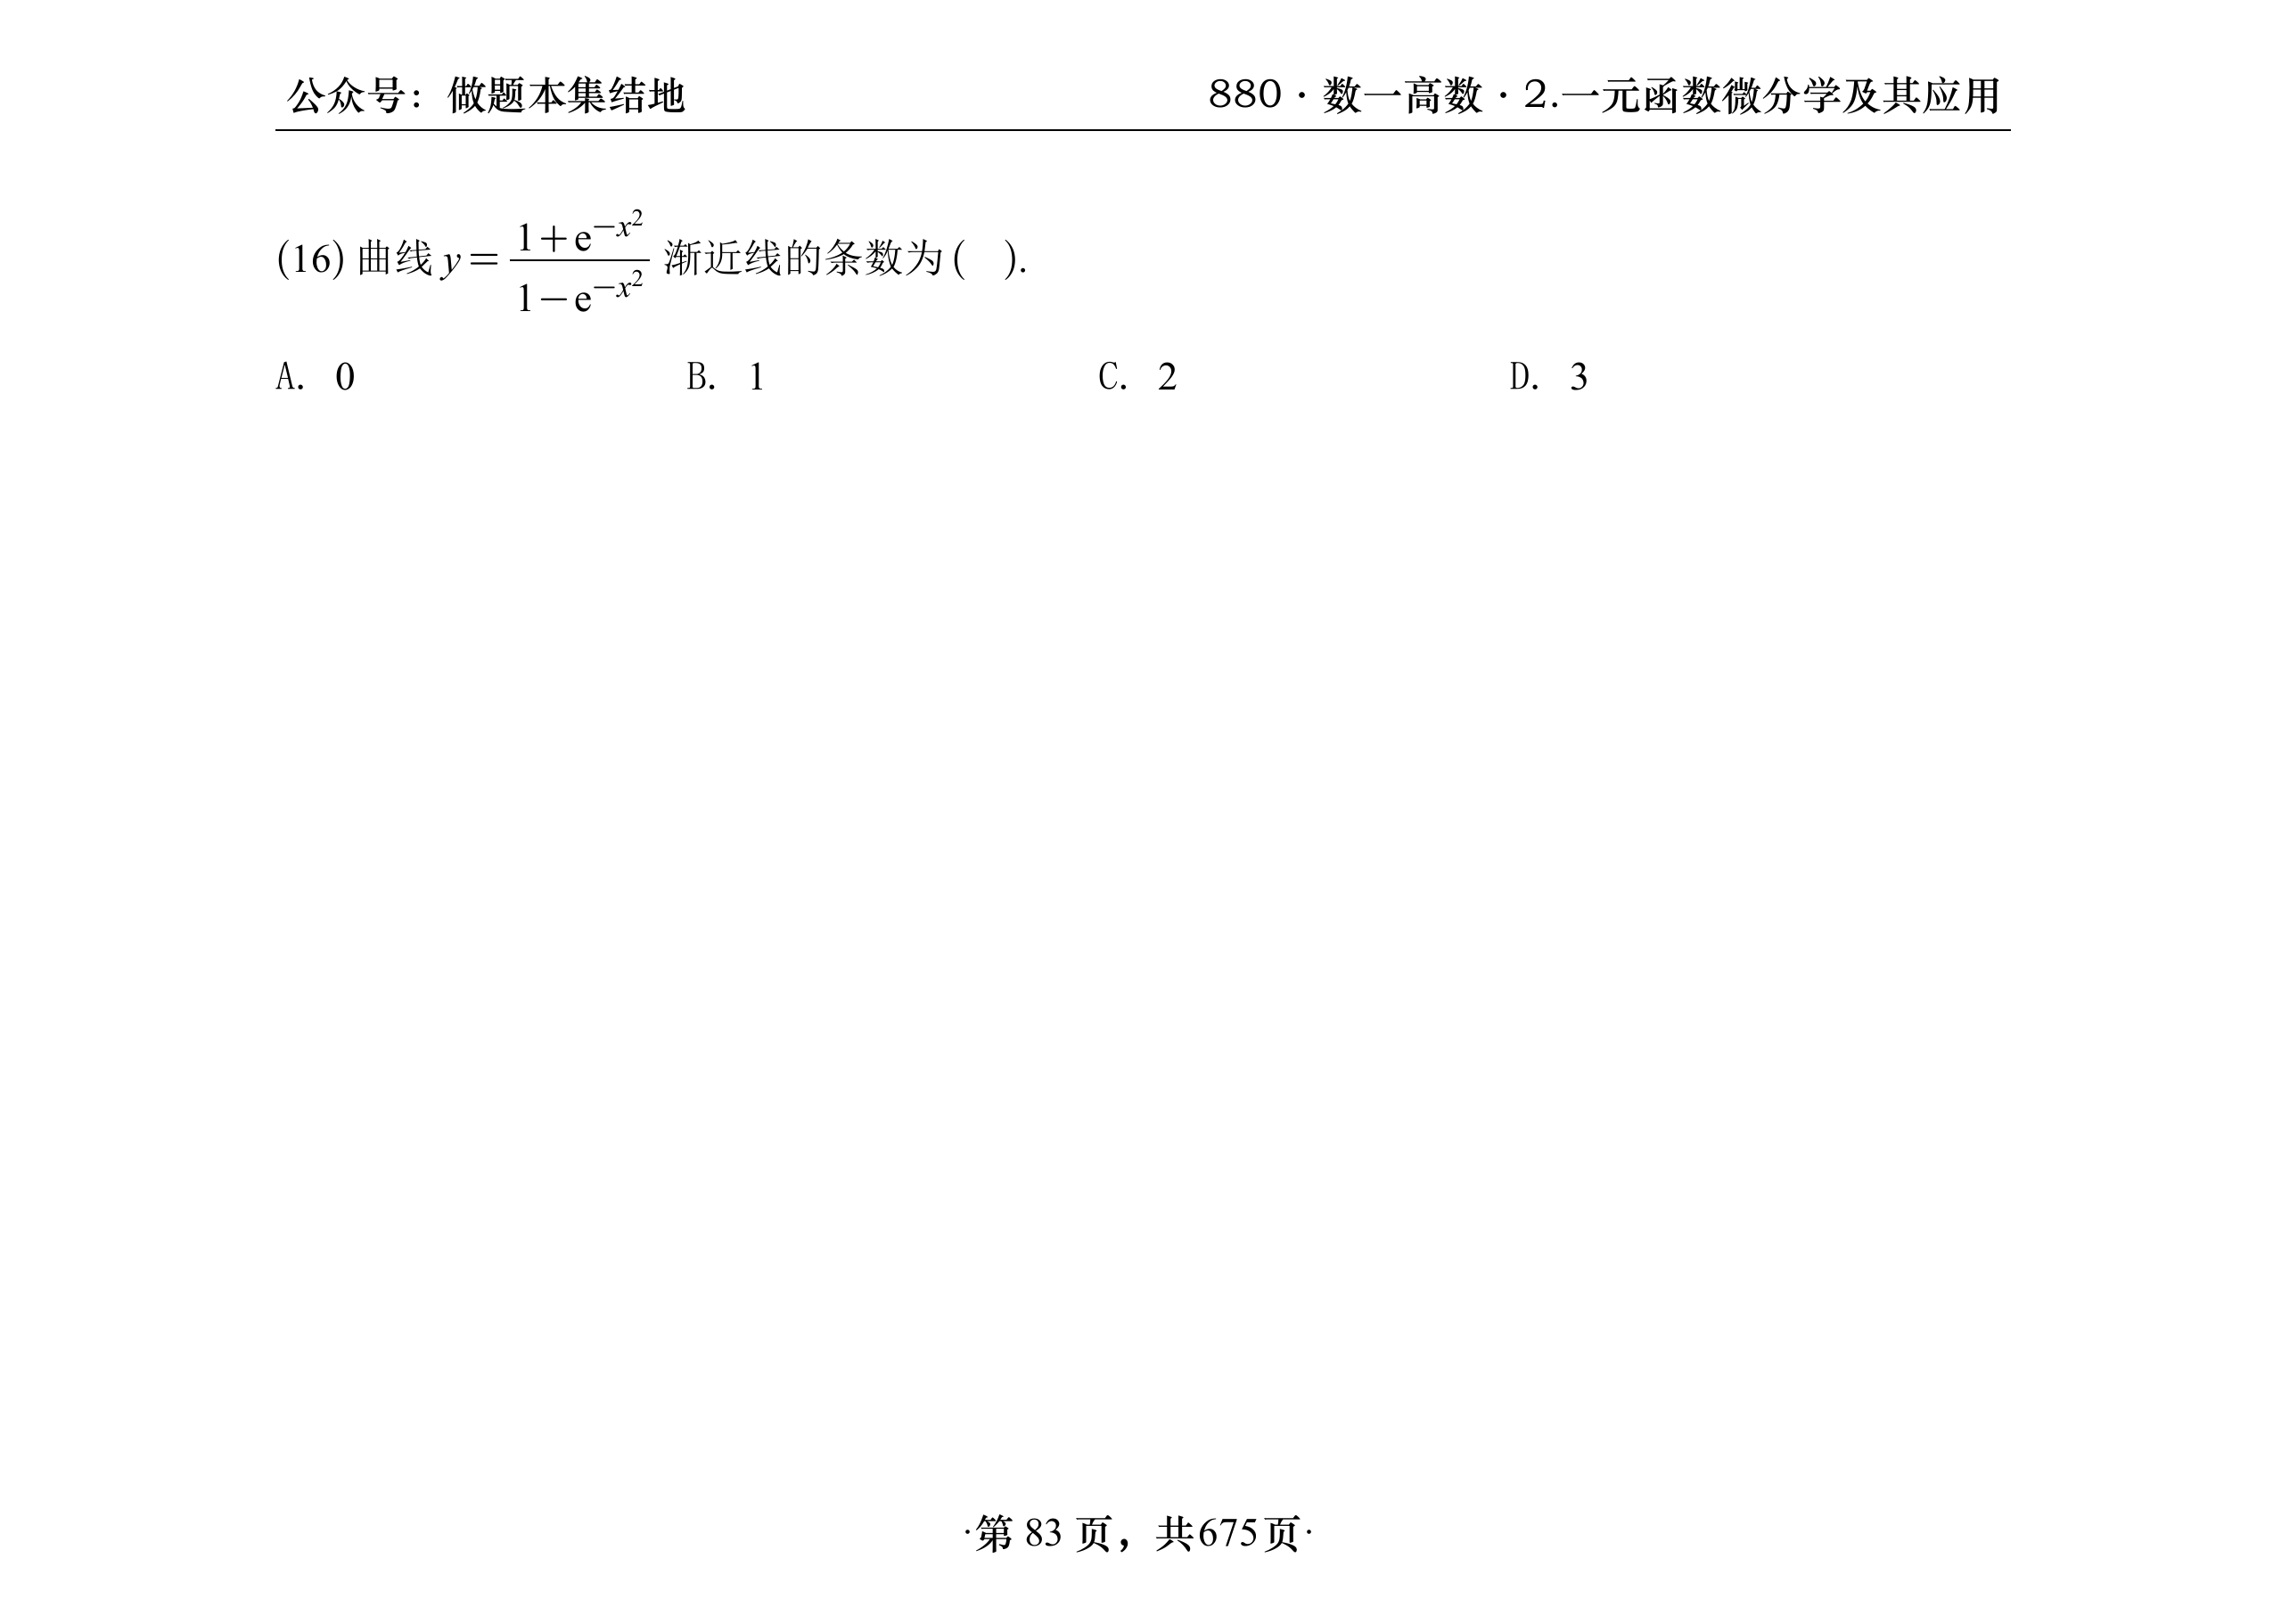 公众号：做题本集结地 880·数一高数·2.一元函数微分学及其应用
(16) 曲线 y = \frac{1+e^{-x^2}}{1-e^{-x^2}} 渐近线的条数为( ).
A. 0 B. 1 C. 2 D. 3
·第 83 页，共675页·